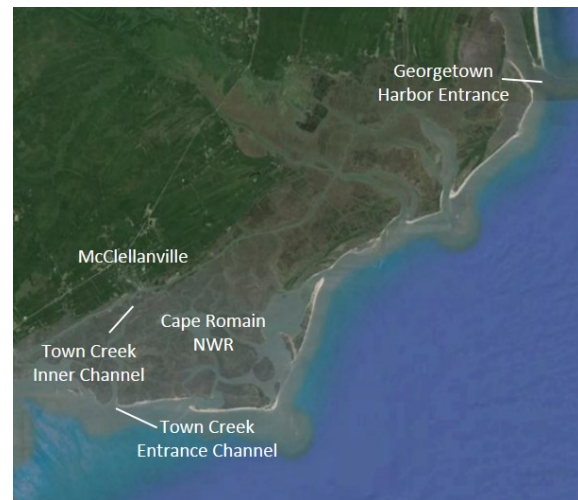 Georgetown
Harbor Entrance
McClellanville
Cape Romain
NWR
Town Creek
Inner Channel
Town Creek
Entrance Channel